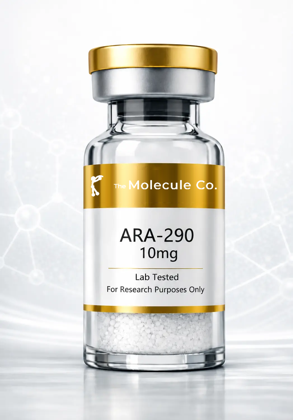 The Molecule Co.
ARA-290
10mg
Lab Tested
For Research Purposes Only